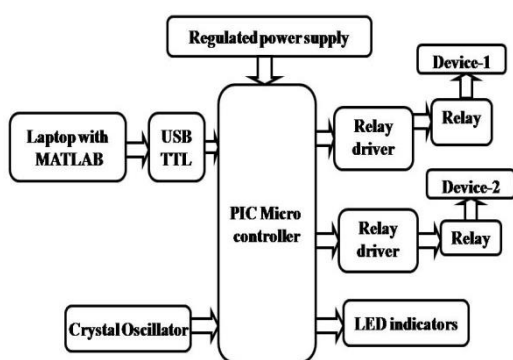 Regulated power supply
Device-1
Relay
Relay
driver
Laptop with
MATLAB
USB
TTL
PIC Micro
controller
Device-2
Relay
driver
Relay
Crystal Oscillator
LED indicators